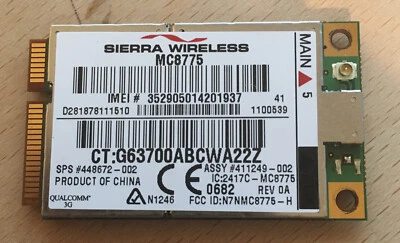 SIERRA WIRELESS
MC8775
MAIN 5
IMEI # 352905014201937 41
D281878111510 1100539
CT:G63700ABCWA22Z
SPS #448672-002 ASSY #411249-002
PRODUCT OF CHINA IC:2417C-MC8775
0682 REV 0A
QUALCOMM 3G N1246 FCC ID:N7NMC8775-H